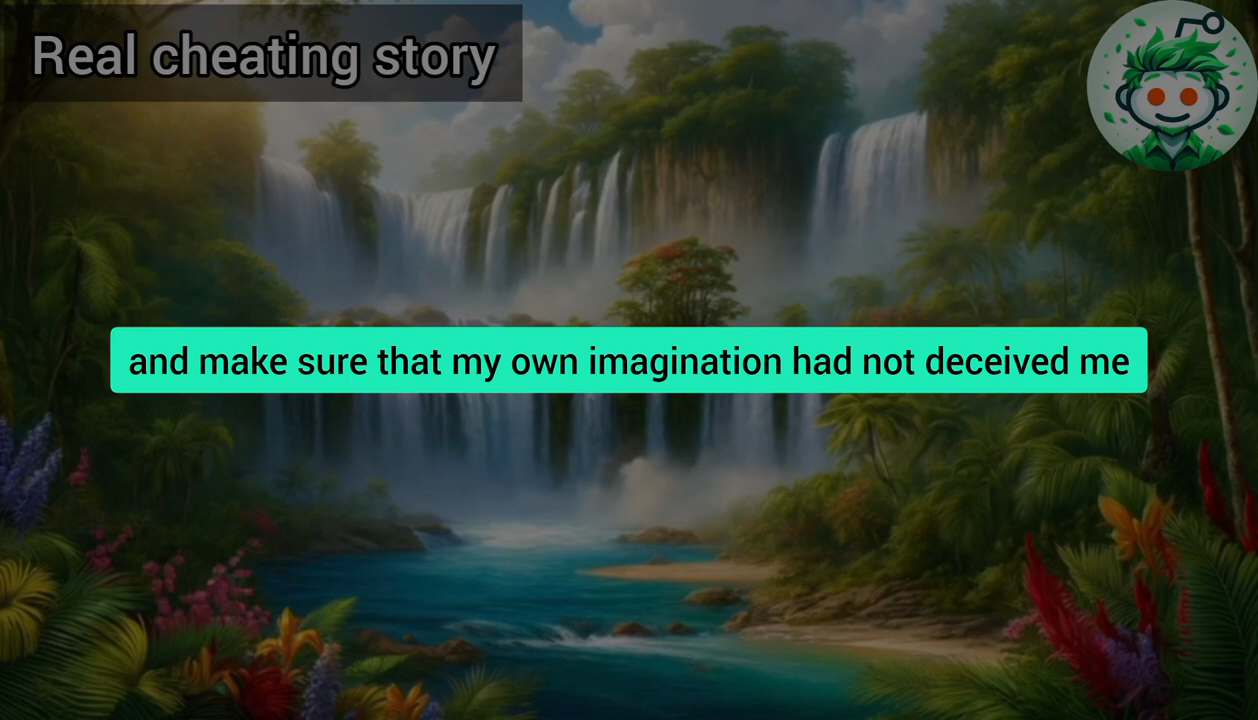 Real cheating story
and make sure that my own imagination had not deceived me